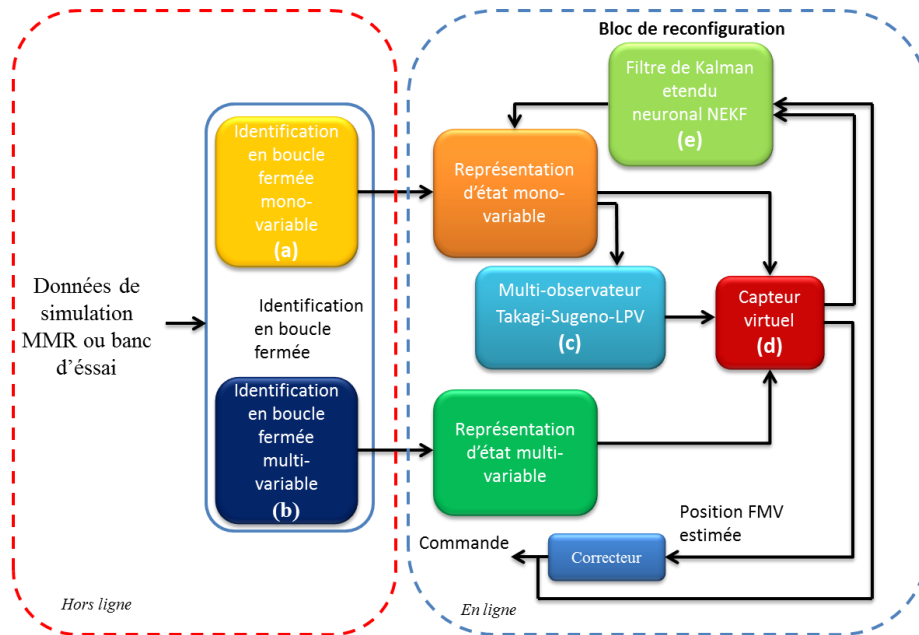 Bloc de reconfiguration
Filtre de Kalman
etendu
neuronal NEKF
(e)
Identification
en boucle
fermée
mono-
variable
(a)
Représentation
d'état mono-
variable
Données de
simulation
MMR ou banc
d'éssai
Identification
en boucle
fermée
Multi-observateur
Takagi-Sugeno-LPV
(c)
Capteur
virtuel
(d)
Identification
en boucle
fermée
multi-
variable
(b)
Représentation
d'état multi-
variable
Position FMV
estimée
Commande
Correcteur
Hors ligne
En ligne